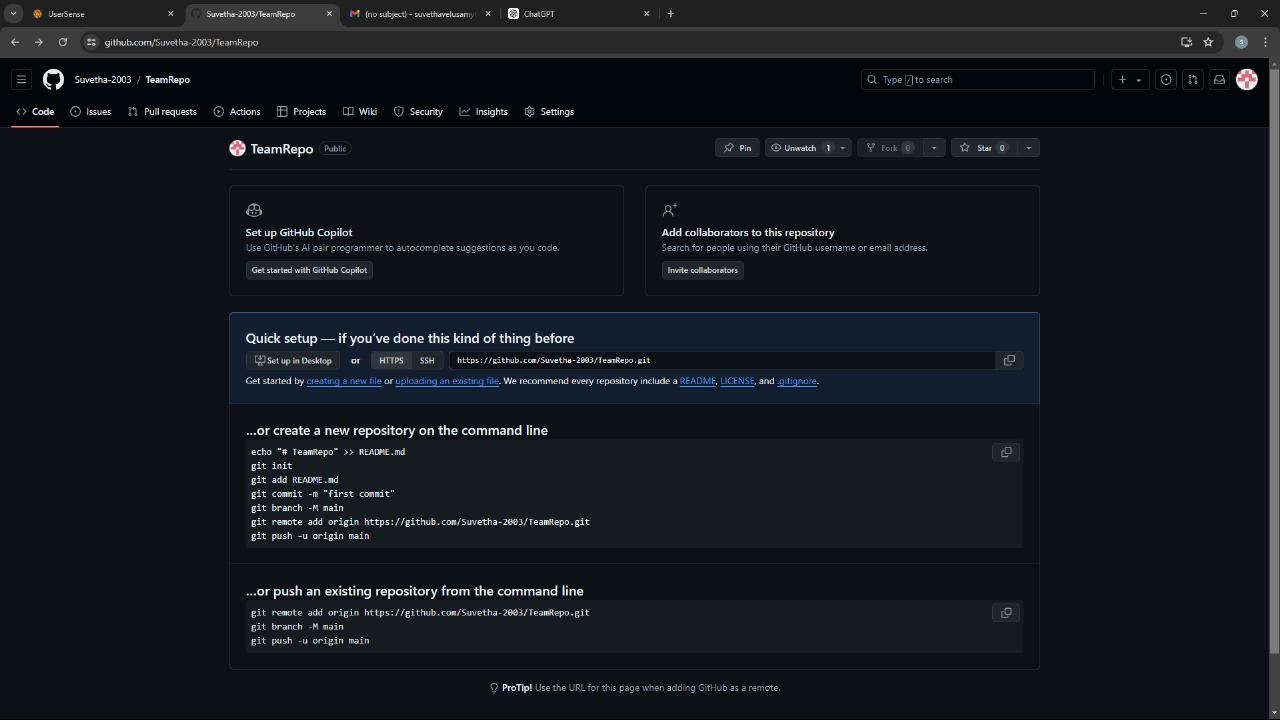 UserSense
Suvetha-2003/TeamRepo
(no subject) - suvethavelusamy
ChatGPT
github.com/Suvetha-2003/TeamRepo
S
Suvetha-2003 / TeamRepo
Type / to search
Code
Issues
Pull requests
Actions
Projects
Wiki
Security
Insights
Settings
TeamRepo Public
Pin
Unwatch 1
Fork 0
Star 0
Set up GitHub Copilot
Use GitHub's AI pair programmer to autocomplete suggestions as you code.
Get started with GitHub Copilot
Add collaborators to this repository
Search for people using their GitHub username or email address.
Invite collaborators
Quick setup — if you've done this kind of thing before
Set up in Desktop or HTTPS SSH https://github.com/Suvetha-2003/TeamRepo.git
Get started by creating a new file or uploading an existing file. We recommend every repository include a README, LICENSE, and .gitignore.
...or create a new repository on the command line
echo "# TeamRepo" >> README.md
git init
git add README.md
git commit -m "first commit"
git branch -M main
git remote add origin https://github.com/Suvetha-2003/TeamRepo.git
git push -u origin main
...or push an existing repository from the command line
git remote add origin https://github.com/Suvetha-2003/TeamRepo.git
git branch -M main
git push -u origin main
ProTip! Use the URL for this page when adding GitHub as a remote.